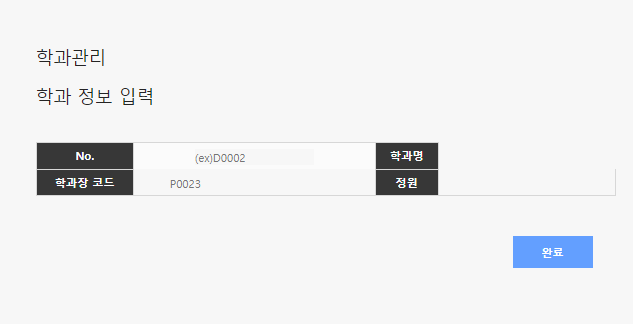 학과관리
학과 정보 입력
No. (ex)D0002 학과명
학과장 코드 P0023 정원
완료